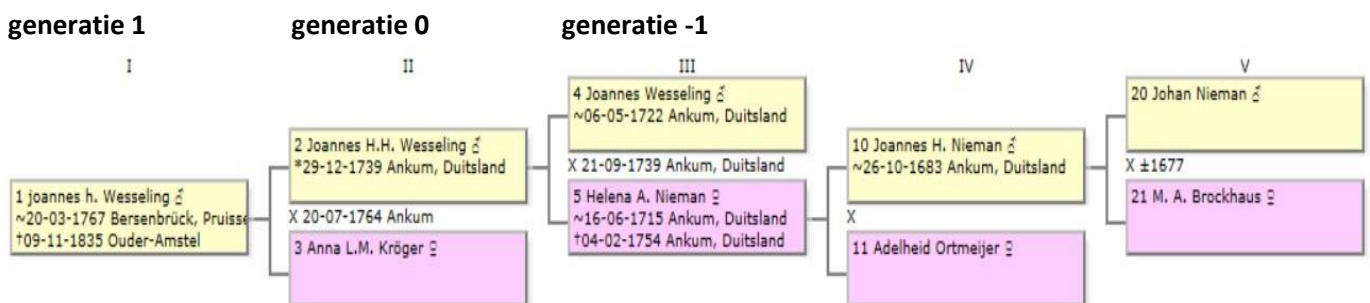 generatie 1 generatie 0 generatie -1
I II III IV V
1 joannes h. Wesseling ♂
~20-03-1767 Bersenbrück, Pruisse
†09-11-1835 Ouder-Amstel
2 Joannes H.H. Wesseling ♂
*29-12-1739 Ankum, Duitsland
X 20-07-1764 Ankum
3 Anna L.M. Kröger ♀
4 Joannes Wesseling ♂
~06-05-1722 Ankum, Duitsland
X 21-09-1739 Ankum, Duitsland
5 Helena A. Nieman ♀
~16-06-1715 Ankum, Duitsland
†04-02-1754 Ankum, Duitsland
10 Joannes H. Nieman ♂
~26-10-1683 Ankum, Duitsland
X
11 Adelheid Ortmeijer ♀
20 Johan Nieman ♂
X ±1677
21 M. A. Brockhaus ♀